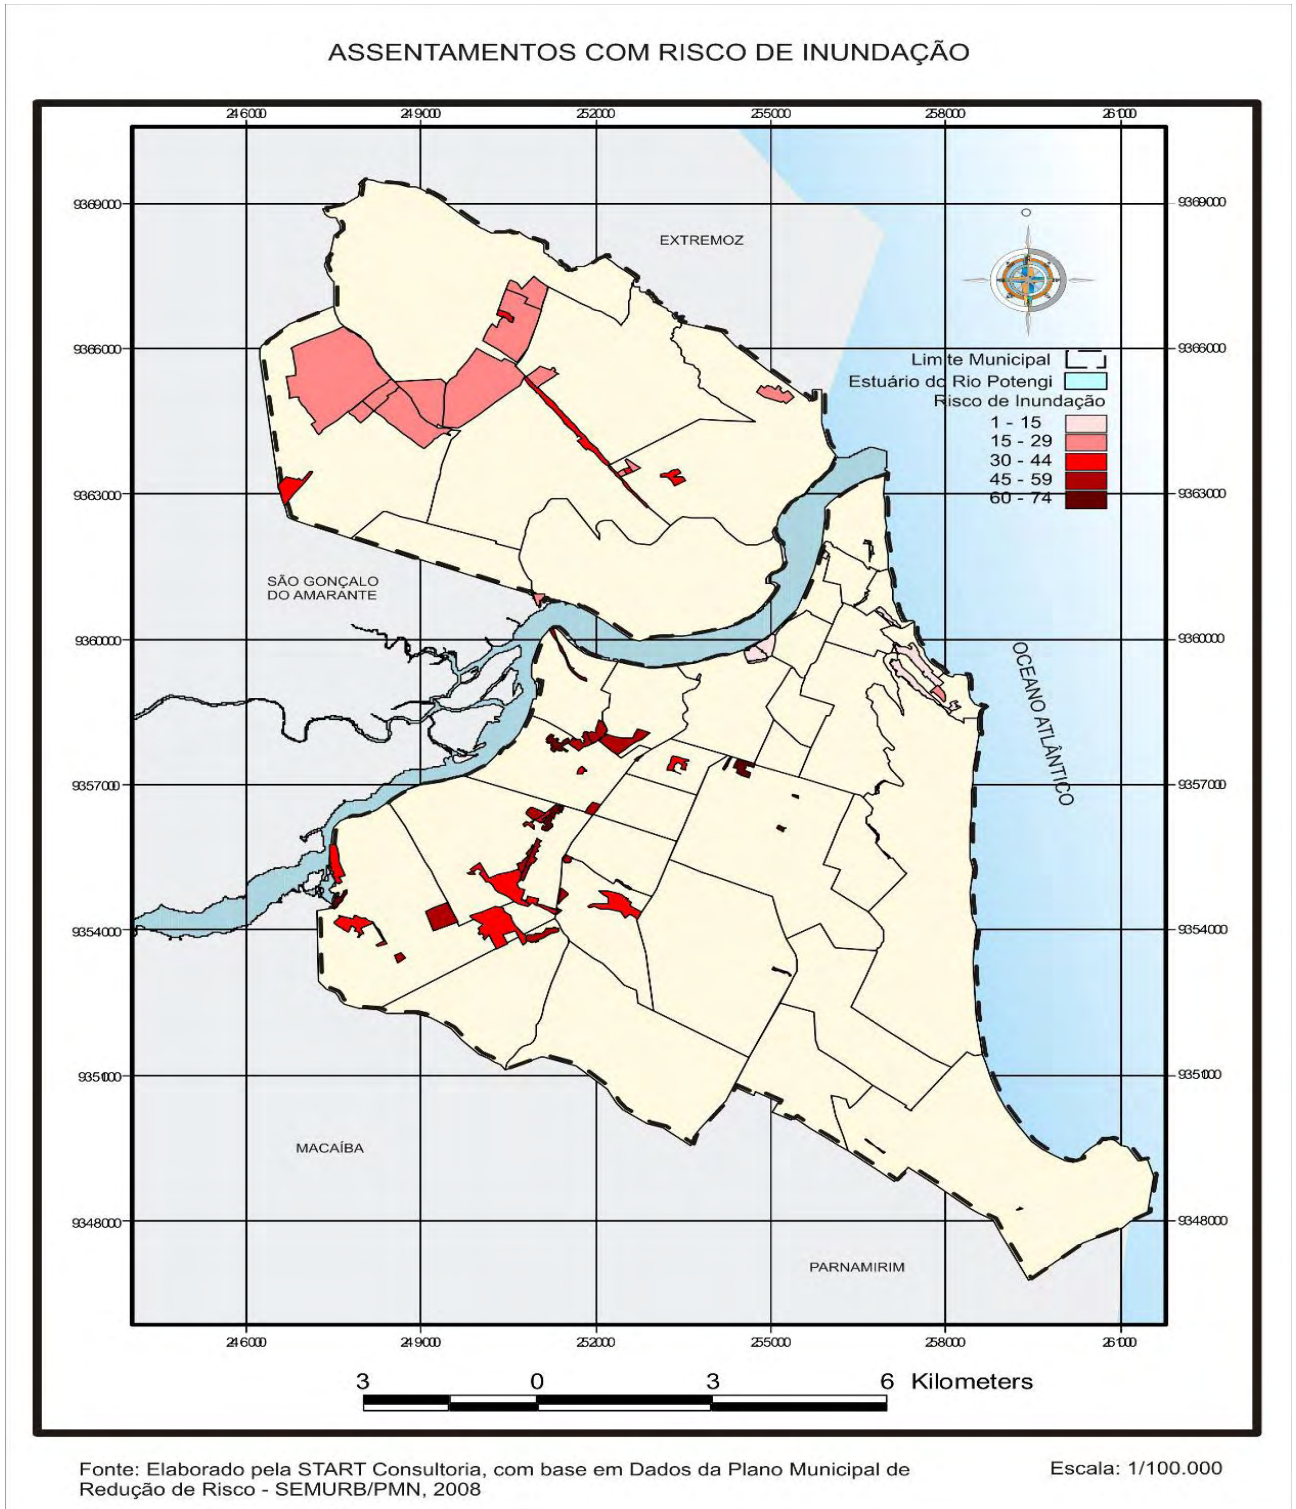 ASSENTAMENTOS COM RISCO DE INUNDAÇÃO
246000 249000 252000 255000 258000 261000
9369000 9369000
EXTREMOZ
9366000 9366000
Limite Municipal
Estuário do Rio Potengi
Risco de Inundação
1 - 15
15 - 29
30 - 44
45 - 59
60 - 74
9363000 9363000
SÃO GONÇALO
DO AMARANTE
9360000 9360000
OCEANO ATLÂNTICO
9357000 9357000
9354000 9354000
9351000 9351000
MACAÍBA
9348000 9348000
PARNAMIRIM
246000 249000 252000 255000 258000 261000
3 0 3 6 Kilometers
Fonte: Elaborado pela START Consultoria, com base em Dados da Plano Municipal de
Redução de Risco - SEMURB/PMN, 2008
Escala: 1/100.000